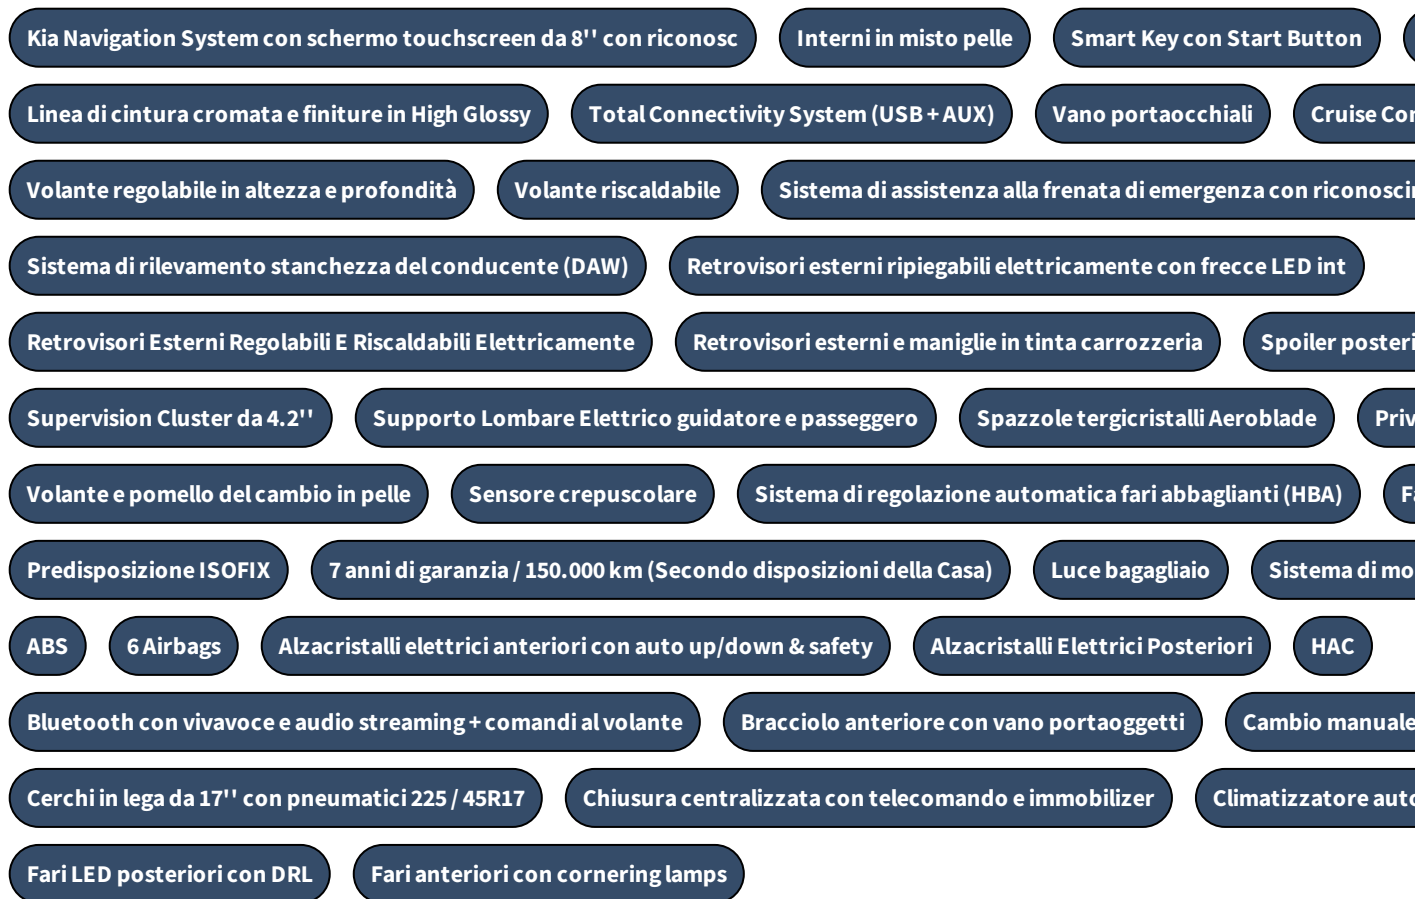 Kia Navigation System con schermo touchscreen da 8'' con riconosc Interni in misto pelle Smart Key con Start Button
Linea di cintura cromata e finiture in High Glossy Total Connectivity System (USB + AUX) Vano portaocchiali Cruise
Volante regolabile in altezza e profondità Volante riscaldabile Sistema di assistenza alla frenata di emergenza con
Sistema di rilevamento stanchezza del conducente (DAW) Retrovisori esterni ripiegabili elettricamente con frecce LED int
Retrovisori Esterni Regolabili E Riscaldabili Elettricamente Retrovisori esterni e maniglie in tinta carrozzeria Spoiler
Supervision Cluster da 4.2'' Supporto Lombare Elettrico guidatore e passeggero Spazzole tergicristalli Aeroblade
Volante e pomello del cambio in pelle Sensore crepuscolare Sistema di regolazione automatica fari abbaglianti (HBA)
Predisposizione ISOFIX 7 anni di garanzia / 150.000 km (Secondo disposizioni della Casa) Luce bagagliaio Sistema di
ABS 6 Airbags Alzacristalli elettrici anteriori con auto up/down & safety Alzacristalli Elettrici Posteriori HAC
Bluetooth con vivavoce e audio streaming + comandi al volante Bracciolo anteriore con vano portaoggetti Cambio manuale
Cerchi in lega da 17'' con pneumatici 225 / 45R17 Chiusura centralizzata con telecomando e immobilizer Climatizzatore
Fari LED posteriori con DRL Fari anteriori con cornering lamps